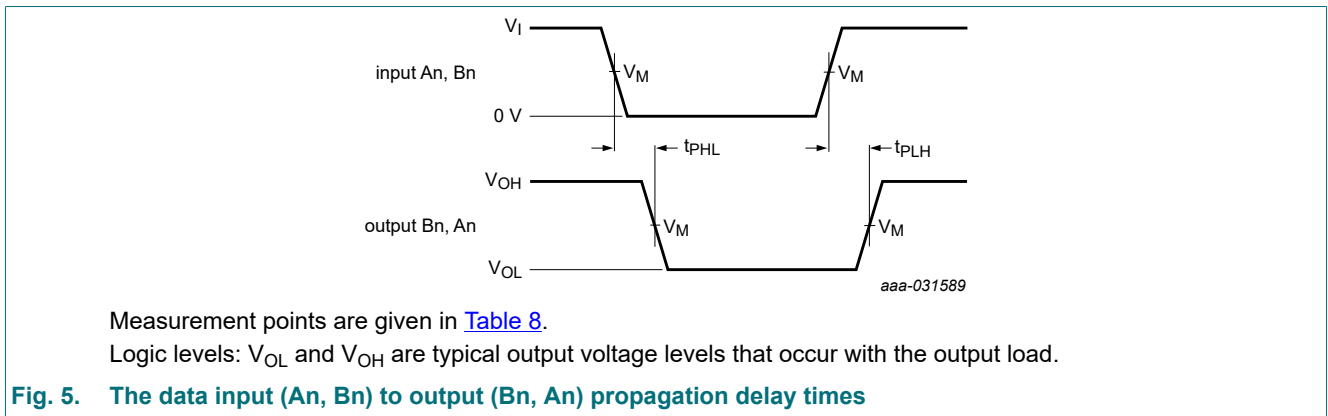 VI
input An, Bn
VM
VM
0 V
tPHL
tPLH
VOH
output Bn, An
VM
VM
VOL
aaa-031589
Measurement points are given in Table 8.
Logic levels: VOL and VOH are typical output voltage levels that occur with the output load.
Fig. 5. The data input (An, Bn) to output (Bn, An) propagation delay times